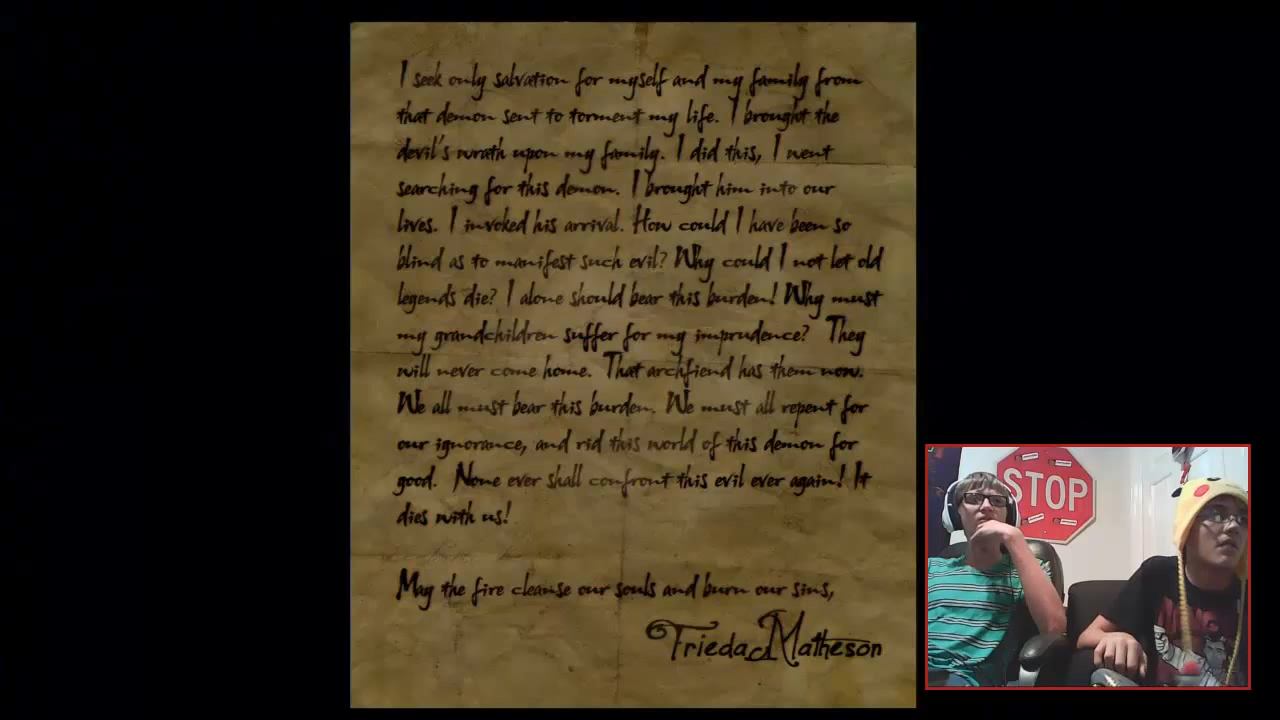 I seek only salvation for myself and my family from
that demon sent to torment my life. I brought the
devil's wrath upon my family. I did this, I went
searching for this demon. I brought him into our
lives. I invoked his arrival. How could I have been so
blind as to manifest such evil? Why could I not let old
legends die? I alone should bear this burden! Why must
my grandchildren suffer for my imprudence? They
will never come home. That archfiend has them now.
We all must bear this burden. We must all repent for
our ignorance, and rid this world of this demon for
good. None ever shall confront this evil ever again! It
dies with us!
May the fire cleanse our souls and burn our sins,
Frieda Matheson
STOP